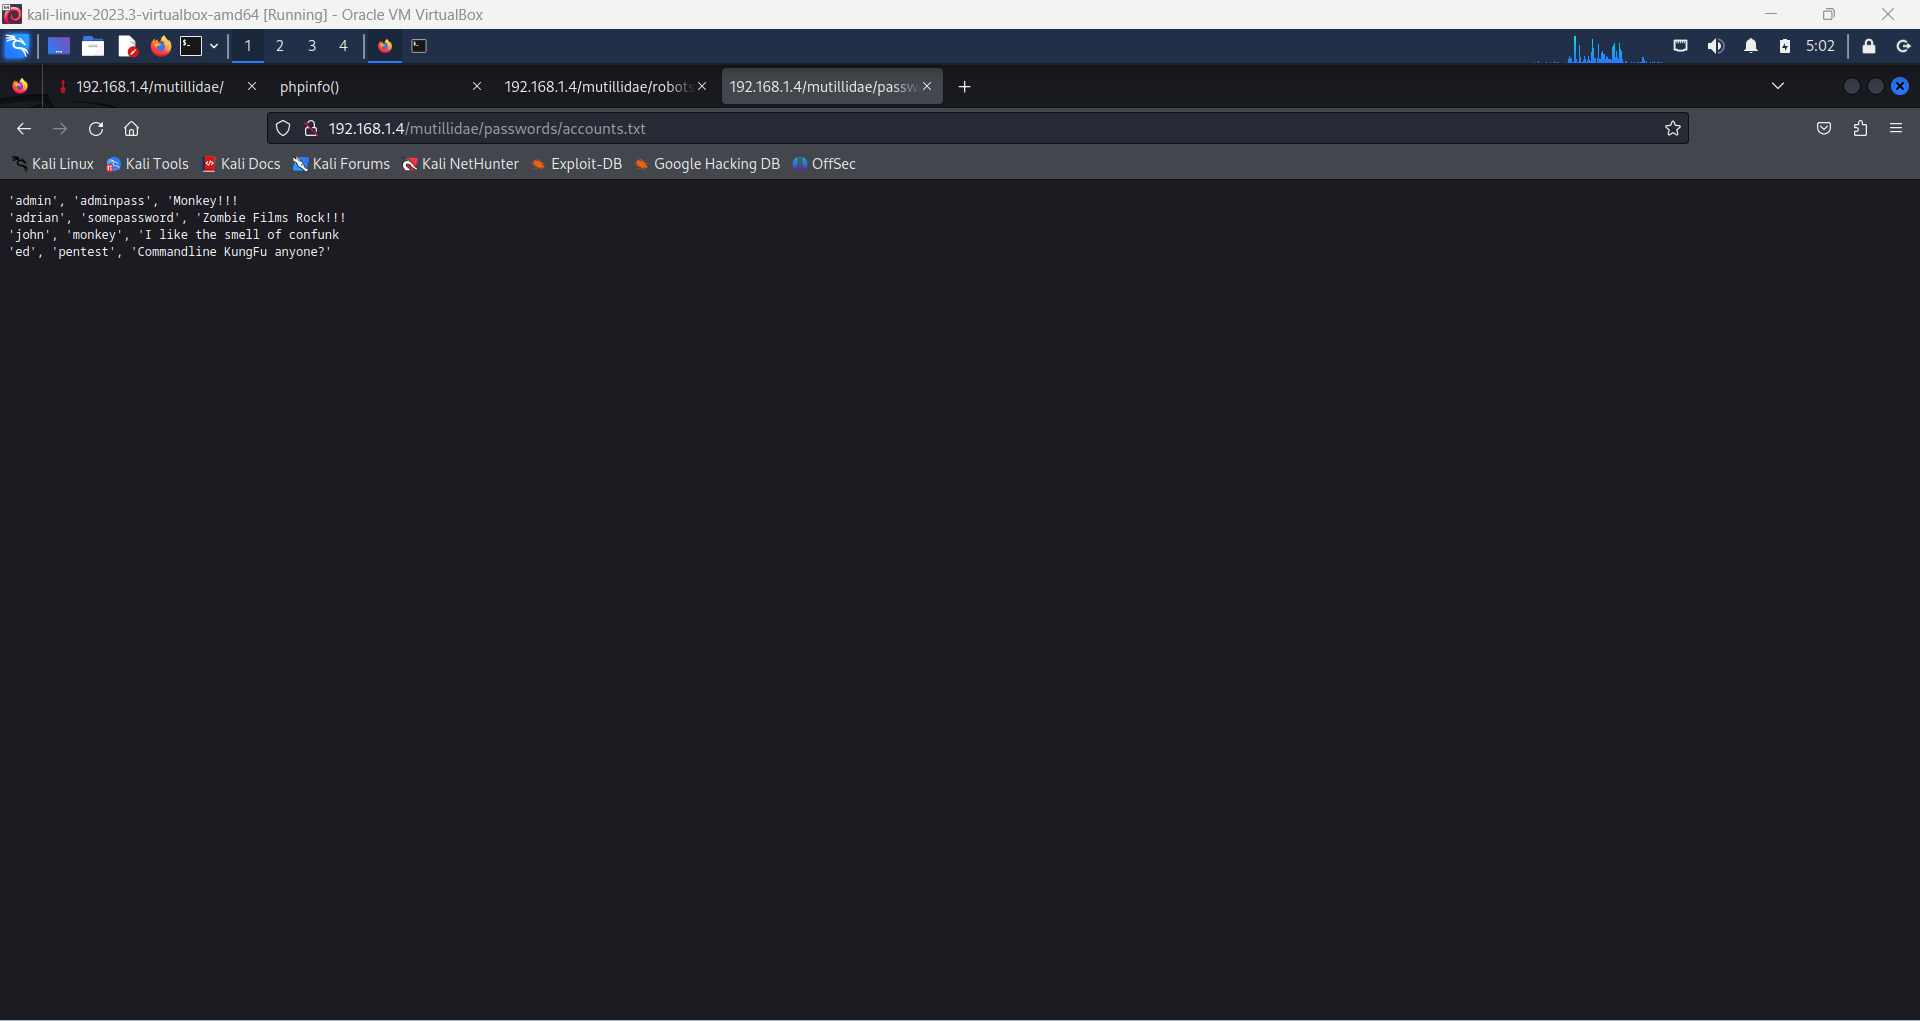 kali-linux-2023.3-virtualbox-amd64 [Running] - Oracle VM VirtualBox
1 2 3 4 5:02
192.168.1.4/mutillidae/ phpinfo() 192.168.1.4/mutillidae/robots 192.168.1.4/mutillidae/passw
192.168.1.4/mutillidae/passwords/accounts.txt
Kali Linux Kali Tools Kali Docs Kali Forums Kali NetHunter Exploit-DB Google Hacking DB OffSec
'admin', 'adminpass', 'Monkey!!!
'adrian', 'somepassword', 'Zombie Films Rock!!!
'john', 'monkey', 'I like the smell of confunk
'ed', 'pentest', 'Commandline KungFu anyone?'